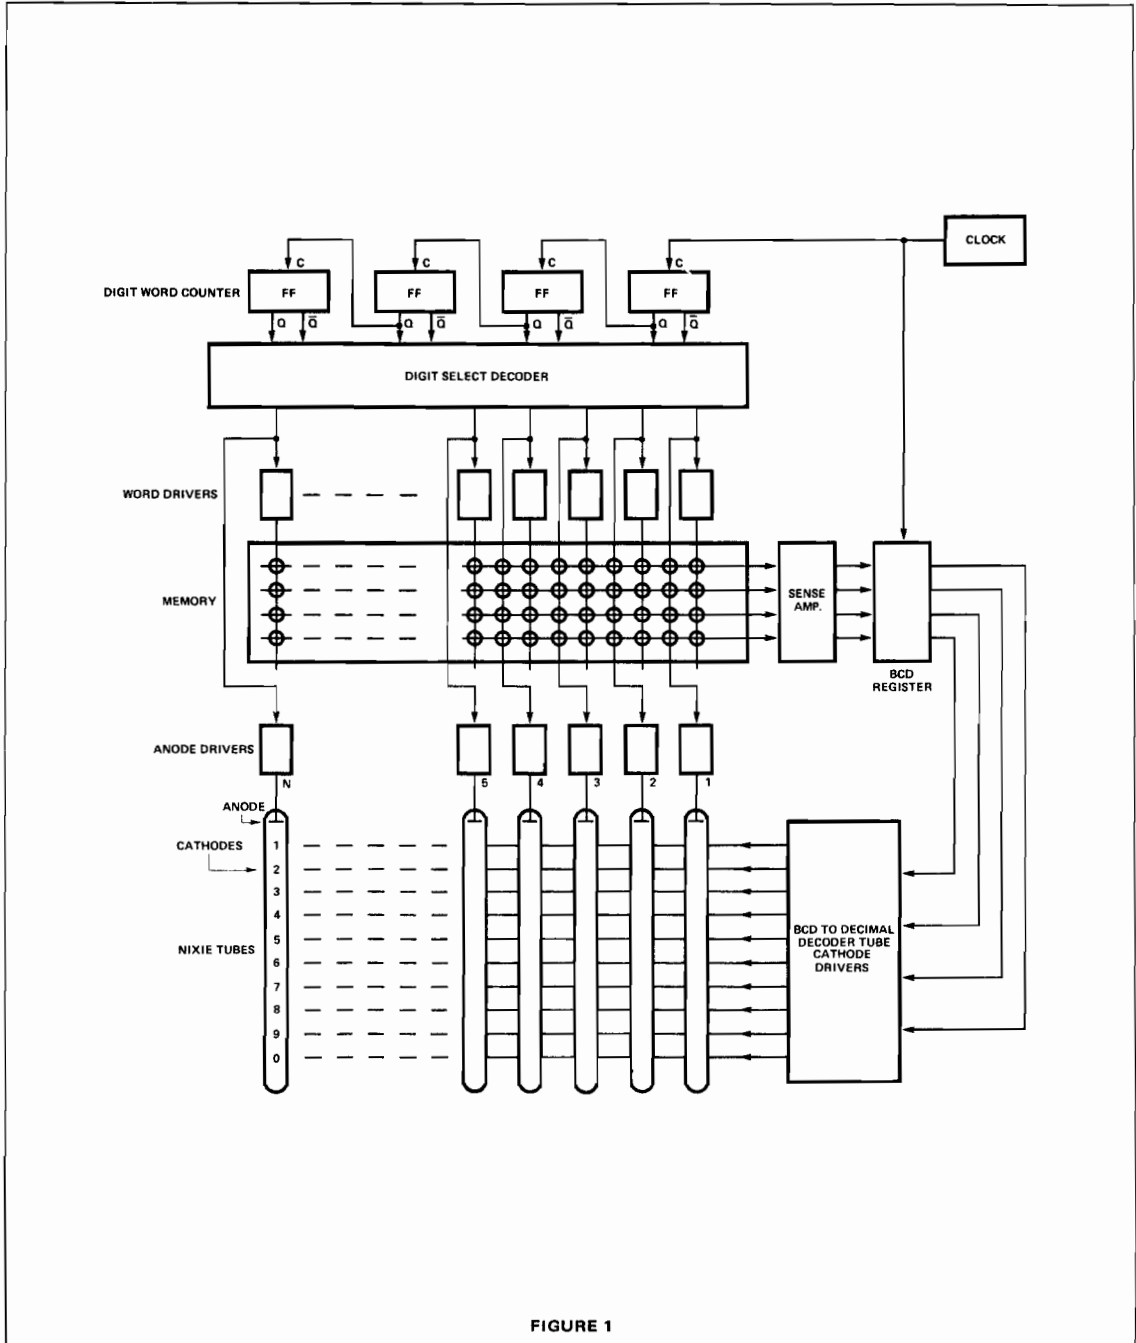 CLOCK
C C C C
DIGIT WORD COUNTER FF FF FF FF
Q Q̅ Q Q̅ Q Q̅ Q Q̅
DIGIT SELECT DECODER
WORD DRIVERS
MEMORY
SENSE
AMP.
BCD
REGISTER
ANODE DRIVERS
N 5 4 3 2 1
ANODE
CATHODES
NIXIE TUBES
1
2
3
4
5
6
7
8
9
0
BCD TO DECIMAL
DECODER TUBE
CATHODE
DRIVERS
FIGURE 1